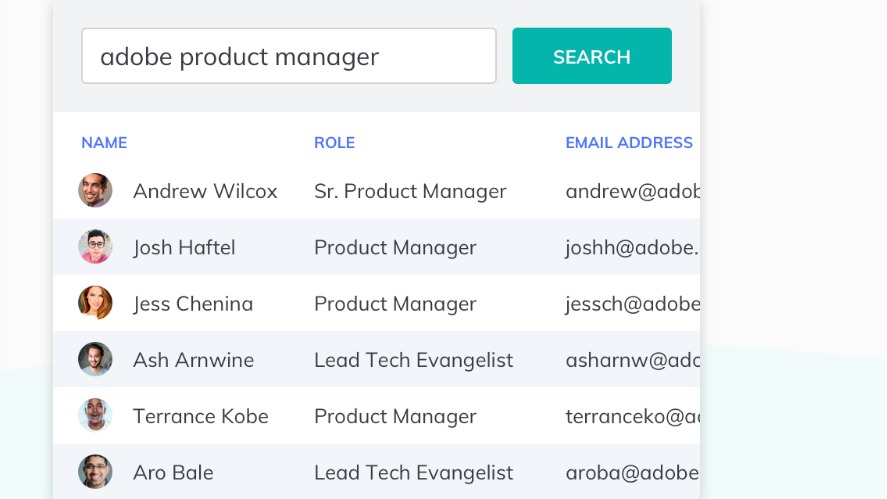 adobe product manager SEARCH
NAME ROLE EMAIL ADDRESS
Andrew Wilcox Sr. Product Manager andrew@adob
Josh Haftel Product Manager joshh@adobe.
Jess Chenina Product Manager jessch@adobe
Ash Arnwine Lead Tech Evangelist asharnw@ado
Terrance Kobe Product Manager terranceko@a
Aro Bale Lead Tech Evangelist aroba@adobe